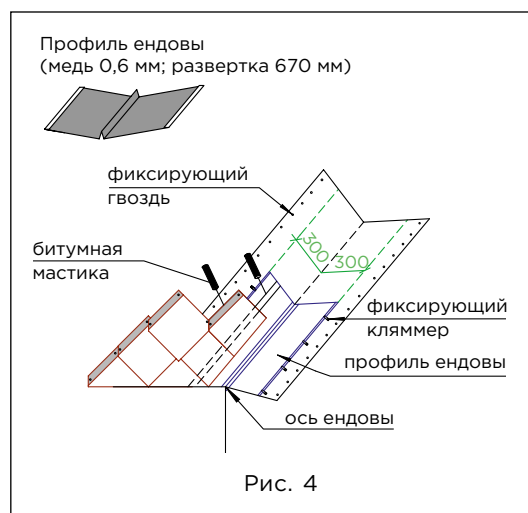 Профиль ендовы
(медь 0,6 мм; развертка 670 мм)
фиксирующий
гвоздь
битумная
мастика
300
300
фиксирующий
кляммер
профиль ендовы
ось ендовы
Рис. 4